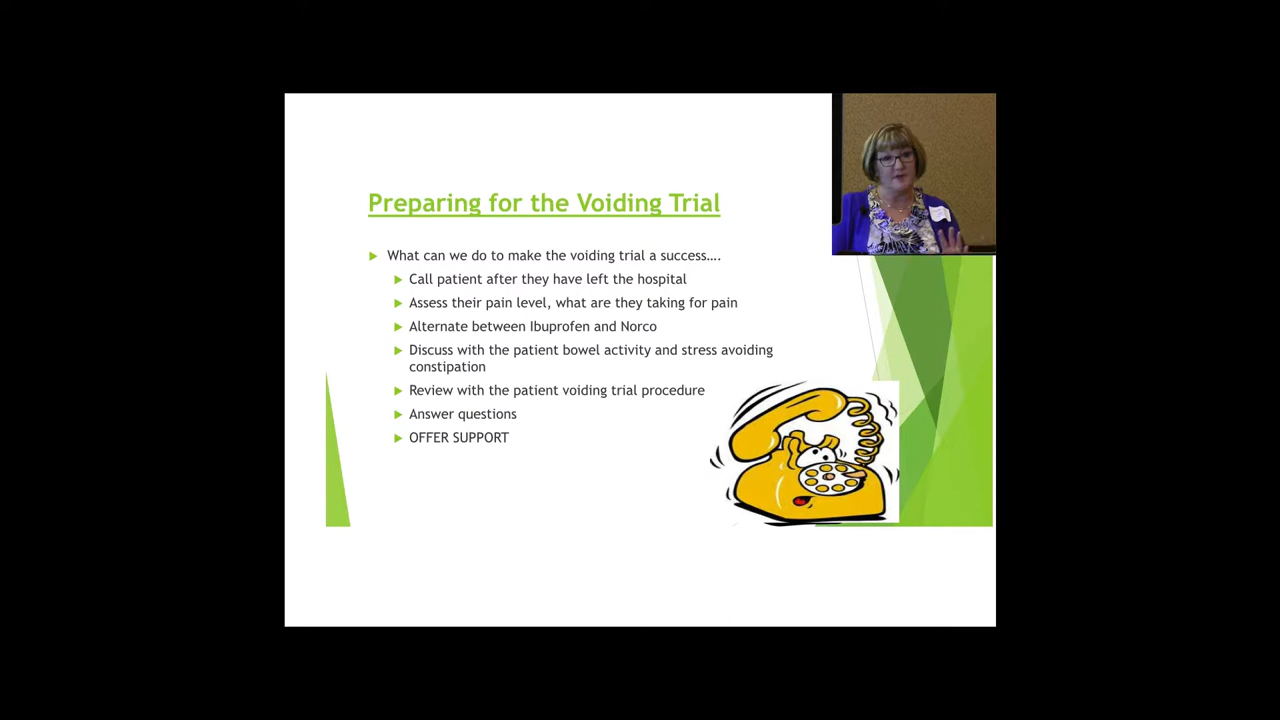 Preparing for the Voiding Trial
What can we do to make the voiding trial a success….
Call patient after they have left the hospital
Assess their pain level, what are they taking for pain
Alternate between Ibuprofen and Norco
Discuss with the patient bowel activity and stress avoiding
constipation
Review with the patient voiding trial procedure
Answer questions
OFFER SUPPORT